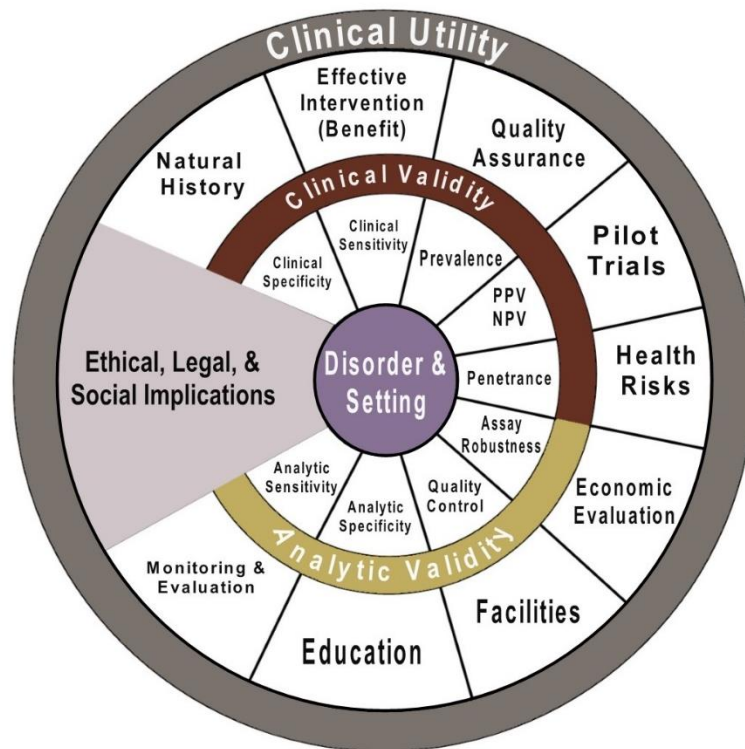 Clinical Utility
Effective
Intervention
(Benefit)
Quality
Assurance
Natural
History
Clinical Validity
Pilot
Trials
Clinical
Sensitivity
Prevalence
Clinical
Specificity
PPV
NPV
Health
Risks
Ethical, Legal, &
Social Implications
Disorder &
Setting
Penetrance
Assay
Robustness
Analytic
Sensitivity
Quality
Control
Analytic
Specificity
Economic
Evaluation
Analytic Validity
Monitoring &
Evaluation
Facilities
Education